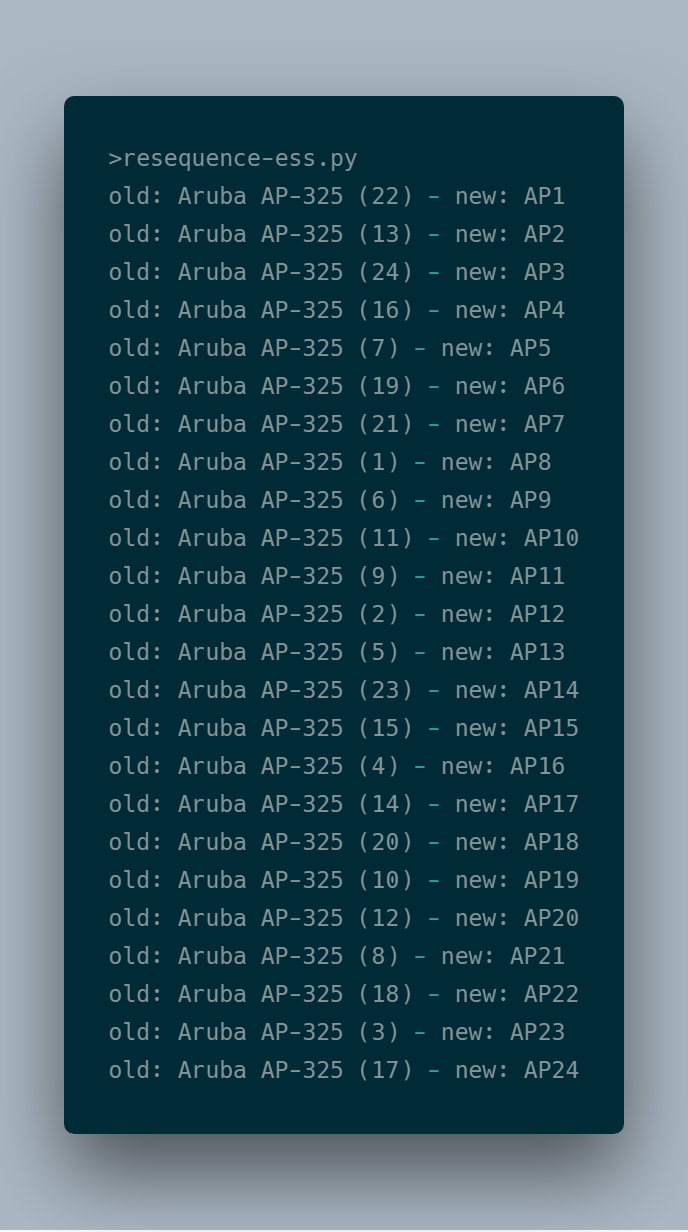 >resequence-ess.py
old: Aruba AP-325 (22) - new: AP1
old: Aruba AP-325 (13) - new: AP2
old: Aruba AP-325 (24) - new: AP3
old: Aruba AP-325 (16) - new: AP4
old: Aruba AP-325 (7) - new: AP5
old: Aruba AP-325 (19) - new: AP6
old: Aruba AP-325 (21) - new: AP7
old: Aruba AP-325 (1) - new: AP8
old: Aruba AP-325 (6) - new: AP9
old: Aruba AP-325 (11) - new: AP10
old: Aruba AP-325 (9) - new: AP11
old: Aruba AP-325 (2) - new: AP12
old: Aruba AP-325 (5) - new: AP13
old: Aruba AP-325 (23) - new: AP14
old: Aruba AP-325 (15) - new: AP15
old: Aruba AP-325 (4) - new: AP16
old: Aruba AP-325 (14) - new: AP17
old: Aruba AP-325 (20) - new: AP18
old: Aruba AP-325 (10) - new: AP19
old: Aruba AP-325 (12) - new: AP20
old: Aruba AP-325 (8) - new: AP21
old: Aruba AP-325 (18) - new: AP22
old: Aruba AP-325 (3) - new: AP23
old: Aruba AP-325 (17) - new: AP24